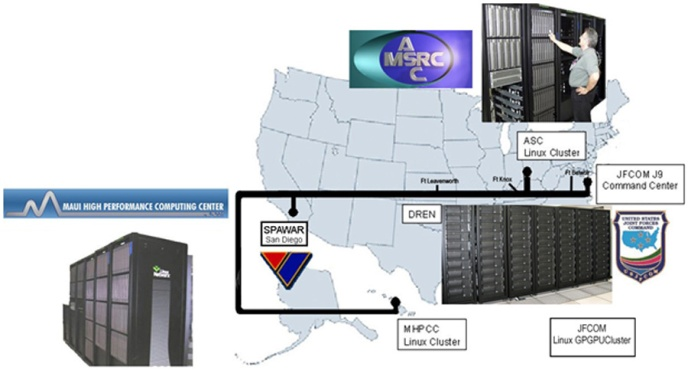 A
MSRC
C
ASC
Linux Cluster
Ft Leavenworth
Ft Knox
Ft Belvoir
JFCOM J9
Command Center
MAUI HIGH PERFORMANCE COMPUTING CENTER
DREN
SPAWAR
San Diego
UNITED STATES
JOINT FORCES
COMMAND
MHPCC
Linux Cluster
JFCOM
Linux GPGPUCluster